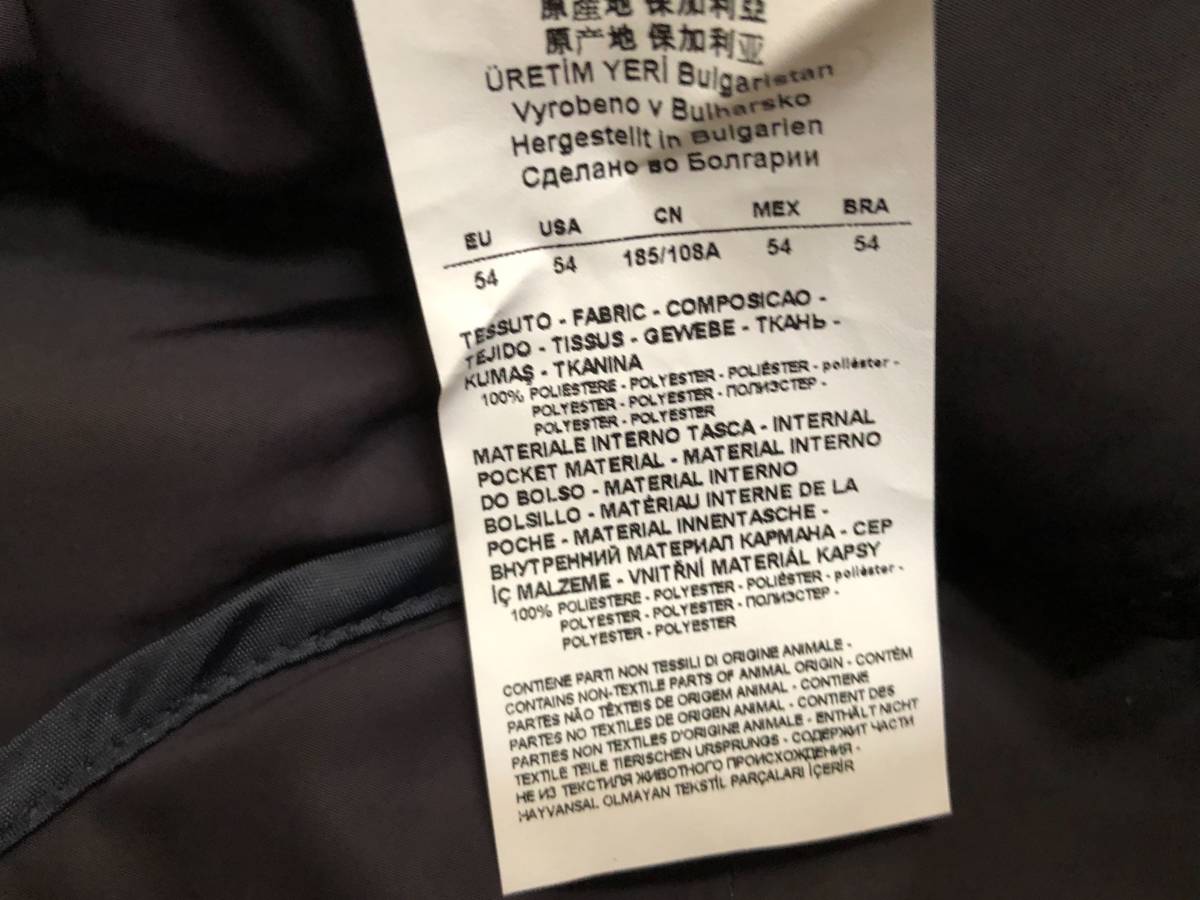 原產地 保加利亞
原产地 保加利亚
ÜRETİM YERİ Bulgaristan
Vyrobeno v Bulharsko
Hergestellt in Bulgarien
Сделано во Болгарии
EU USA CN MEX BRA
54 54 185/108A 54 54
TESSUTO - FABRIC - COMPOSICAO -
TEJIDO - TISSUS - GEWEBE - ТКАНЬ -
KUMAŞ - TKANINA
100% POLIESTERE - POLYESTER - POLIÉSTER - poliéster -
POLYESTER - POLYESTER - ПОЛИЭСТЕР -
POLYESTER - POLYESTER
MATERIALE INTERNO TASCA - INTERNAL
POCKET MATERIAL - MATERIAL INTERNO
DO BOLSO - MATERIAL INTERNO
BOLSILLO - MATÉRIAU INTERNE DE LA
POCHE - MATERIAL INNENTASCHE -
ВНУТРЕННИЙ МАТЕРИАЛ КАРМАНА - CEP
İÇ MALZEME - VNITŘNÍ MATERIÁL KAPSY
100% POLIESTERE - POLYESTER - POLIÉSTER - poliéster -
POLYESTER - POLYESTER - ПОЛИЭСТЕР -
POLYESTER - POLYESTER
CONTIENE PARTI NON TESSILI DI ORIGINE ANIMALE -
CONTAINS NON-TEXTILE PARTS OF ANIMAL ORIGIN - CONTÉM
PARTES NÃO TÊXTEIS DE ORIGEM ANIMAL - CONTIENE
PARTES NO TEXTILES DE ORIGEN ANIMAL - CONTIENT DES
PARTIES NON TEXTILES D'ORIGINE ANIMALE - ENTHÄLT NICHT
TEXTILE TEILE TIERISCHEN URSPRUNGS - СОДЕРЖИТ ЧАСТИ
НЕ ИЗ ТЕКСТИЛЯ ЖИВОТНОГО ПРОИСХОЖДЕНИЯ -
HAYVANSAL OLMAYAN TEKSTİL PARÇALARI İÇERİR